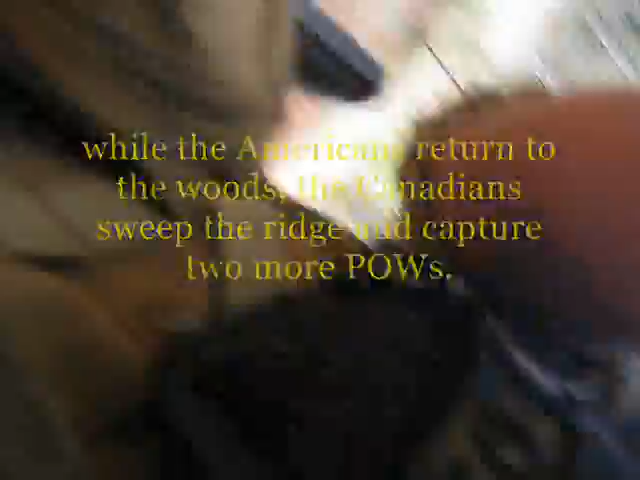 while the Americans return to
the woods, the Canadians
sweep the ridge and capture
two more POWs.